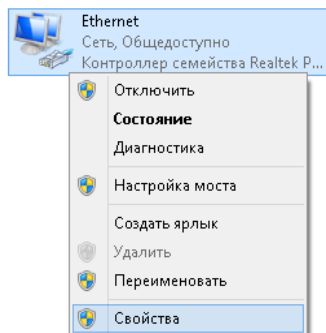 Ethernet
Сеть, Общедоступно
Контроллер семейства Realtek P...
Отключить
Состояние
Диагностика
Настройка моста
Создать ярлык
Удалить
Переименовать
Свойства